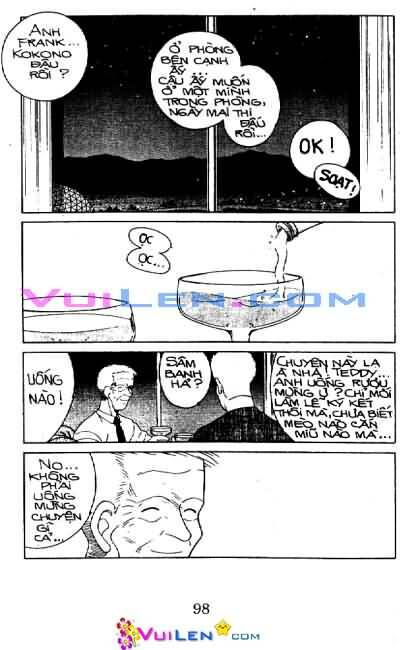 ANH
FRANK...
KOKONO
ĐÂU
RỒI ?
Ở PHÒNG
BÊN CẠNH
ẤY ...
CẬU ẤY MUỐN
Ở MỘT MÌNH
TRONG PHÒNG,
NGÀY MAI THI
ĐẤU
RỒI...
OK!
SOẠT!
ỌC
ỌC...
VUILEN.COM
UỐNG
NÀO!
SÂM
BANH
HẢ?
CHUYỆN NÀY LẠ
À NHA, TEDDY...
ANH UỐNG RƯỢU
MỪNG Ư ? CHỈ MỚI
LÀM LỄ KÝ KẾT
THÔI MÀ, CHƯA BIẾT
MÈO NÀO CẮN
MỈU NÀO MÀ...
NO...
KHÔNG
PHẢI
UỐNG
MỪNG
CHUYỆN
GÌ
CẢ...
98
VUILEN.COM